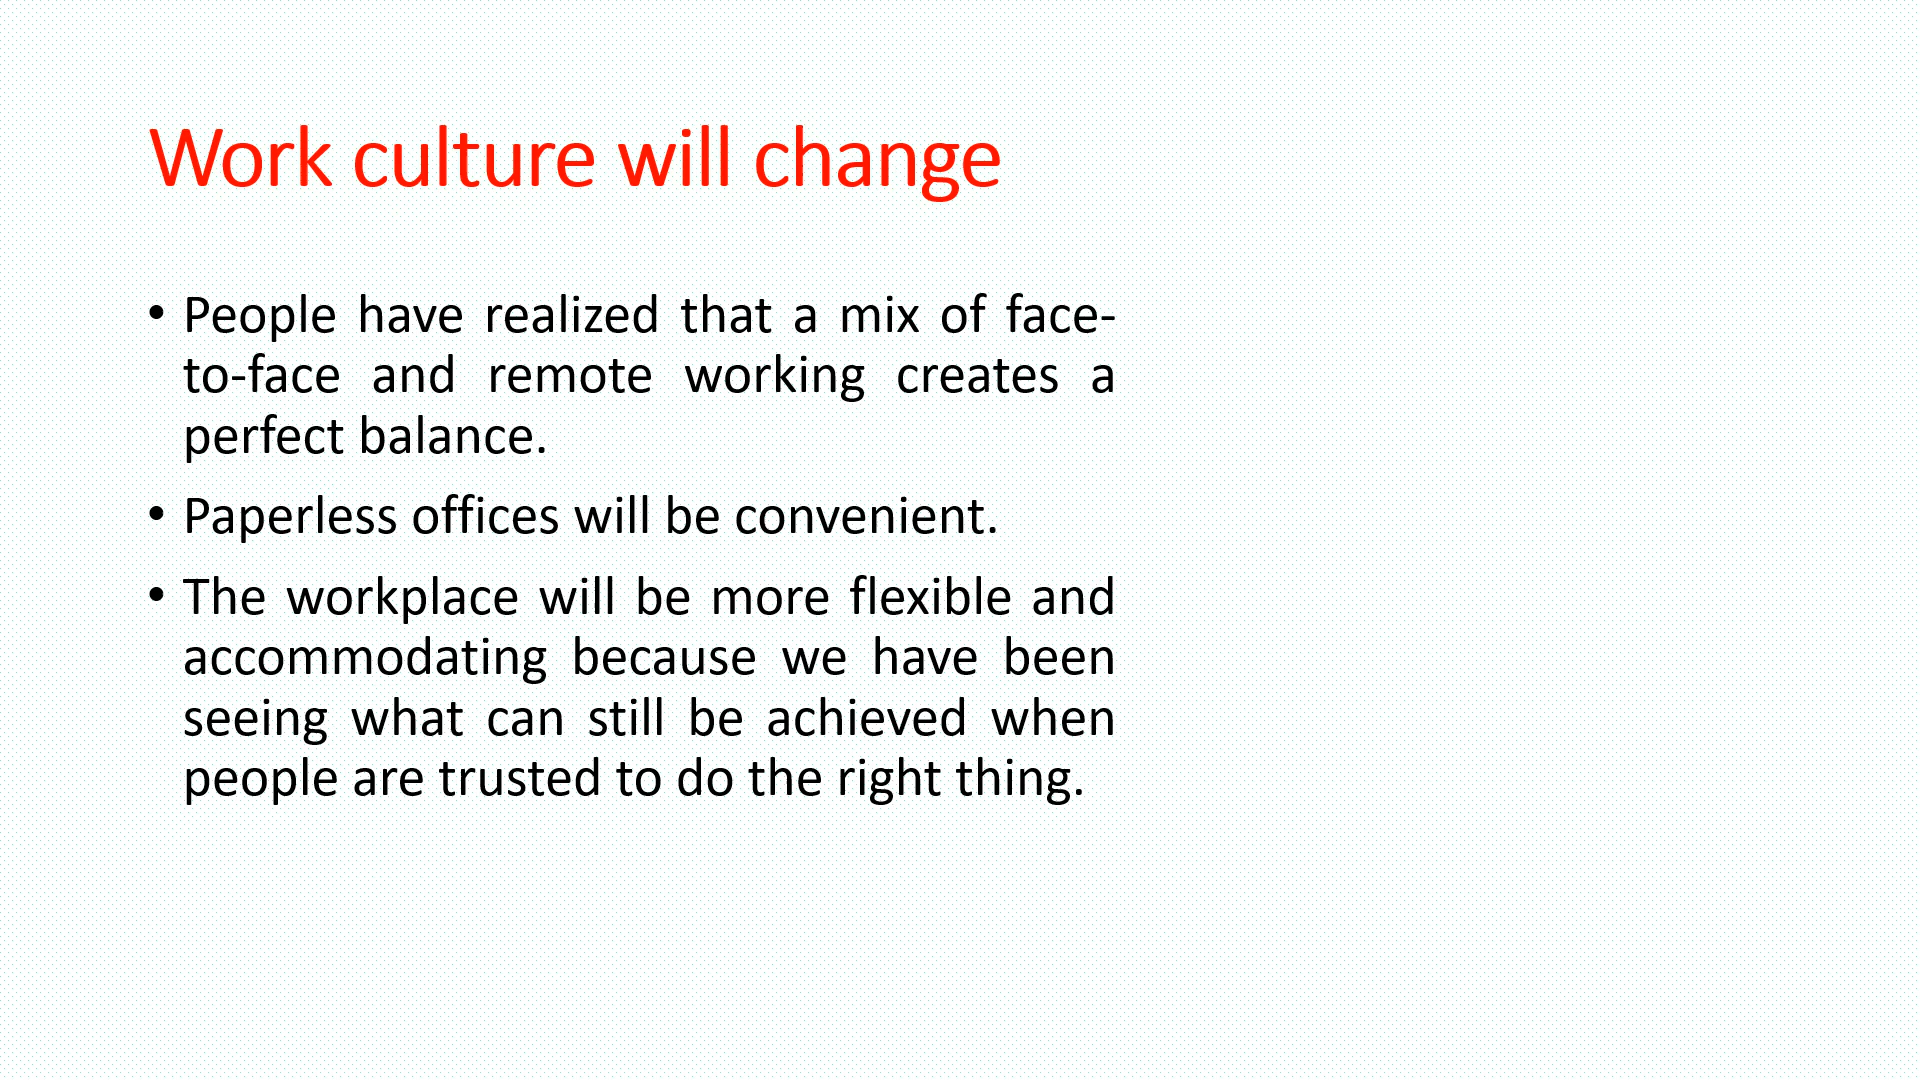 Work culture will change
• People have realized that a mix of face-
to-face and remote working creates a
perfect balance.
• Paperless offices will be convenient.
• The workplace will be more flexible and
accommodating because we have been
seeing what can still be achieved when
people are trusted to do the right thing.